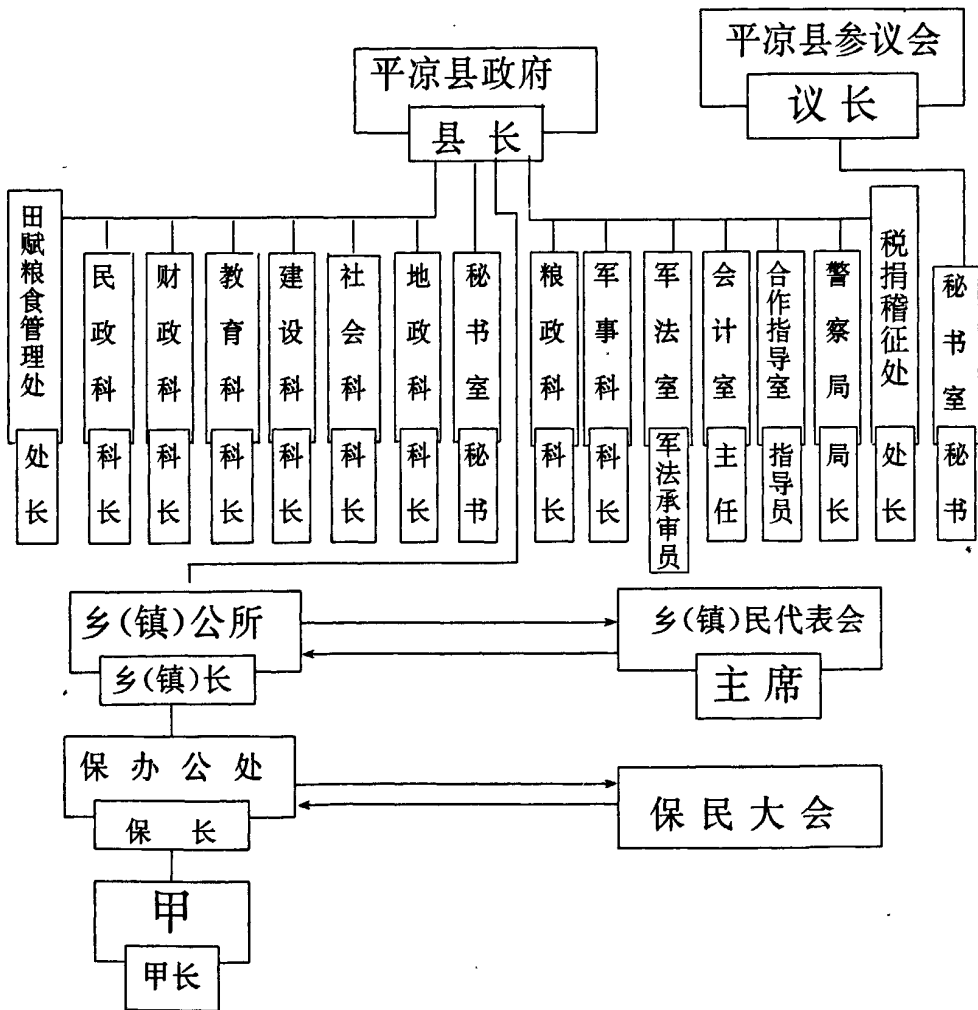 平凉县政府
县长
平凉县参议会
议长
田赋粮食管理处
处长
民政科
科长
财政科
科长
教育科
科长
建设科
科长
社会科
科长
地政科
科长
秘书室
秘书
粮政科
科长
军事科
科长
军法室
军法承审员
会计室
主任
合作指导室
指导员
警察局
局长
税捐稽征处
处长
秘书室
秘书
乡(镇)公所
乡(镇)长
乡(镇)民代表会
主席
保办公处
保长
保民大会
甲
甲长